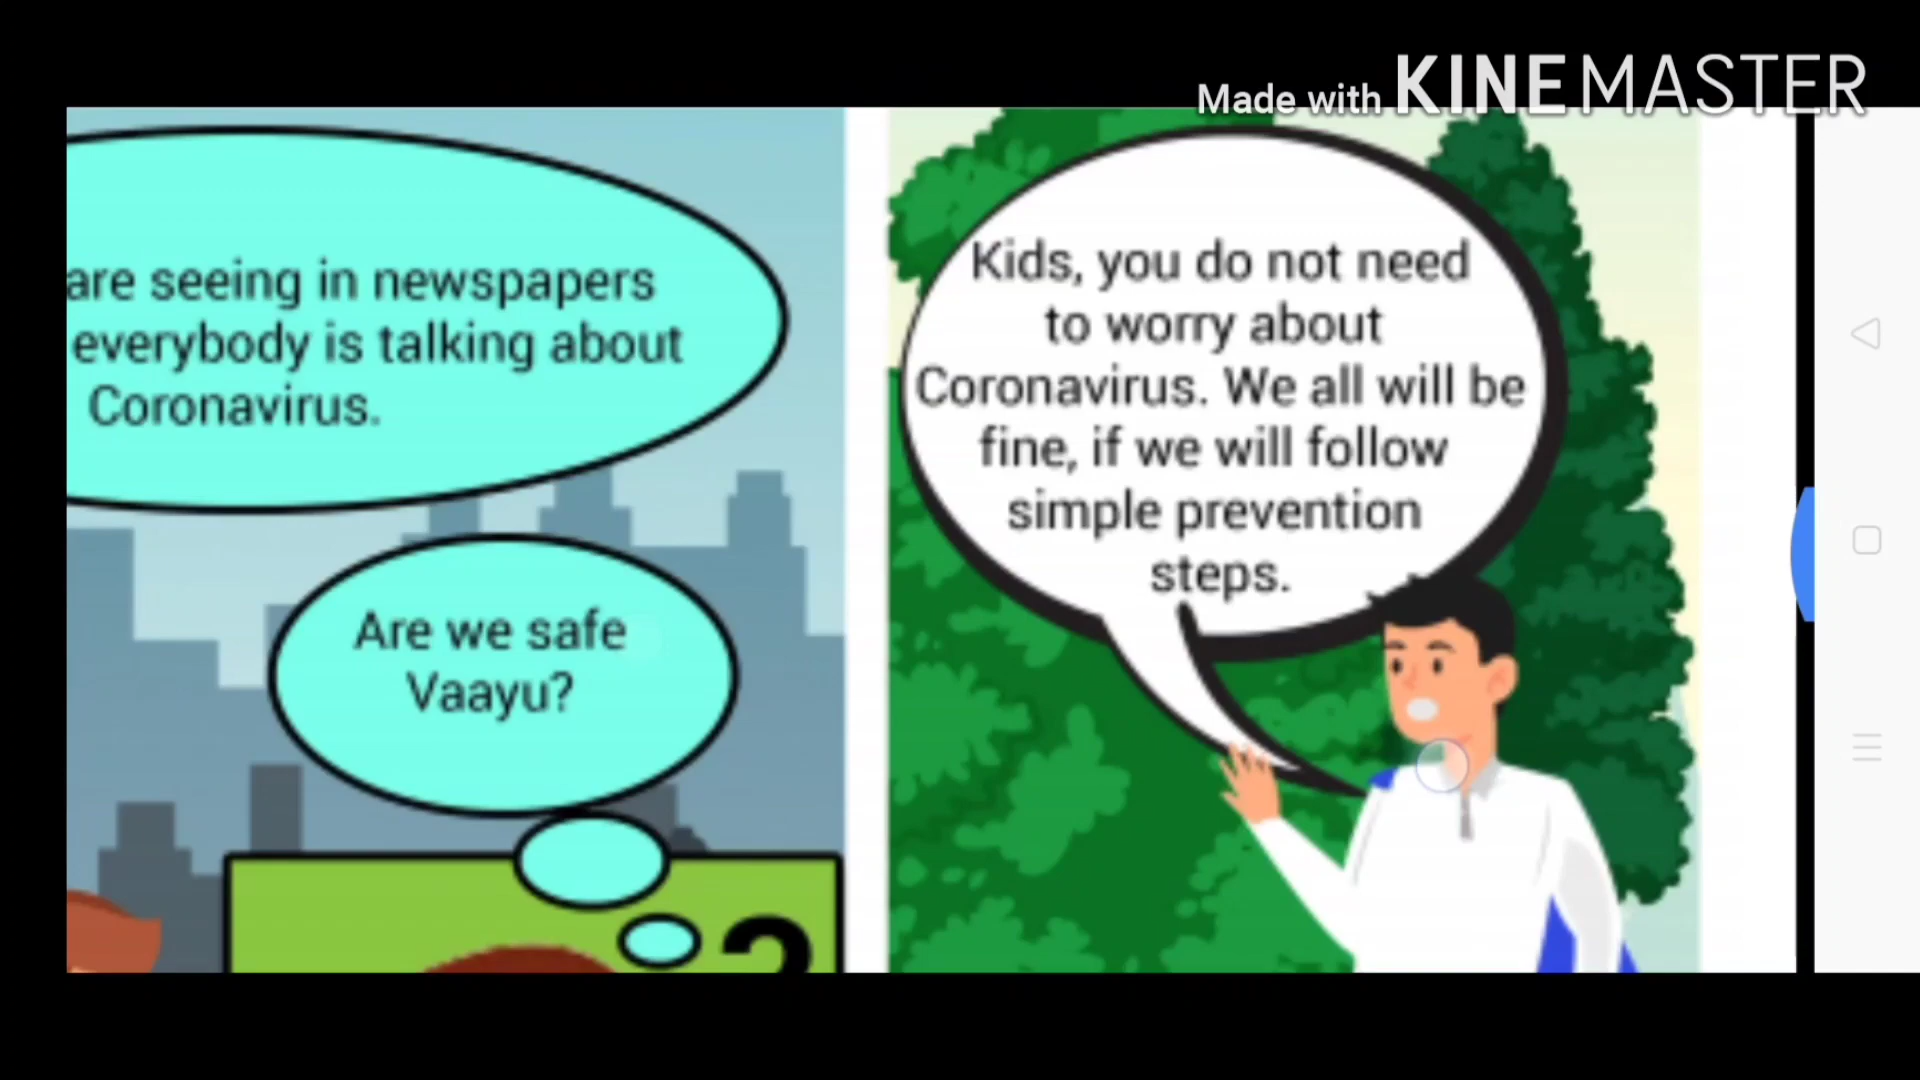 Made with KINEMASTER
are seeing in newspapers
everybody is talking about
Coronavirus.
Are we safe
Vaayu?
?
Kids, you do not need
to worry about
Coronavirus. We all will be
fine, if we will follow
simple prevention
steps.